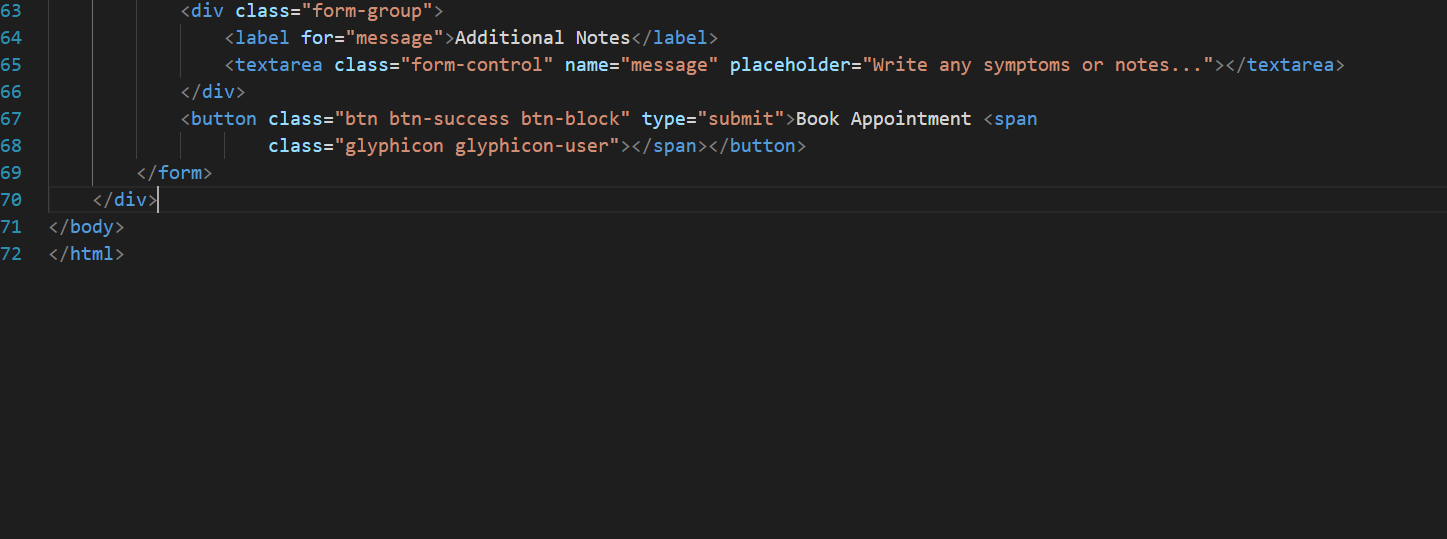 63 <div class="form-group">
64 <label for="message">Additional Notes</label>
65 <textarea class="form-control" name="message" placeholder="Write any symptoms or notes..."></textarea>
66 </div>
67 <button class="btn btn-success btn-block" type="submit">Book Appointment <span
68 class="glyphicon glyphicon-user"></span></button>
69 </form>
70 </div>
71 </body>
72 </html>